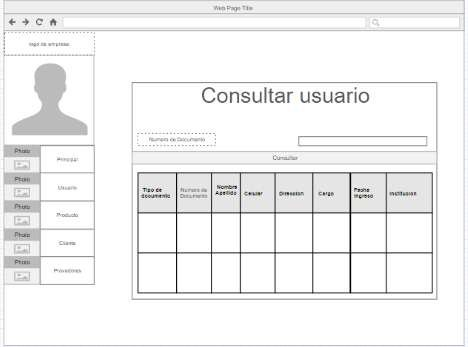 Web Page Title
logo de empresa
Consultar usuario
Photo
Principal
Photo
Usuario
Photo
Producto
Photo
Cliente
Photo
Proveedores
Numero de Documento
Consultar
Tipo de documento
Numero de Documento
Nombre Apellido
Celular
Direccion
Cargo
Fecha ingreso
Institucion